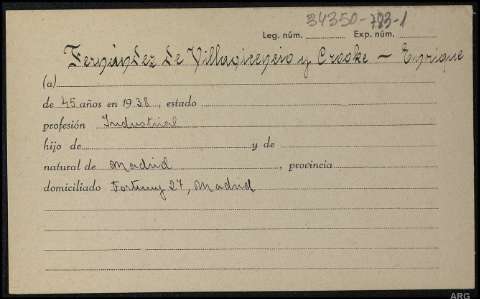 34350-783-1
Leg. núm. Exp. núm.
Fernández de Villavicencio y Crooke - Enrique
(a)
de 45 años en 1938, estado
profesión Industrial
hijo de y de
natural de Madrid, provincia
domiciliado Fortuny 27, Madrid
ARG